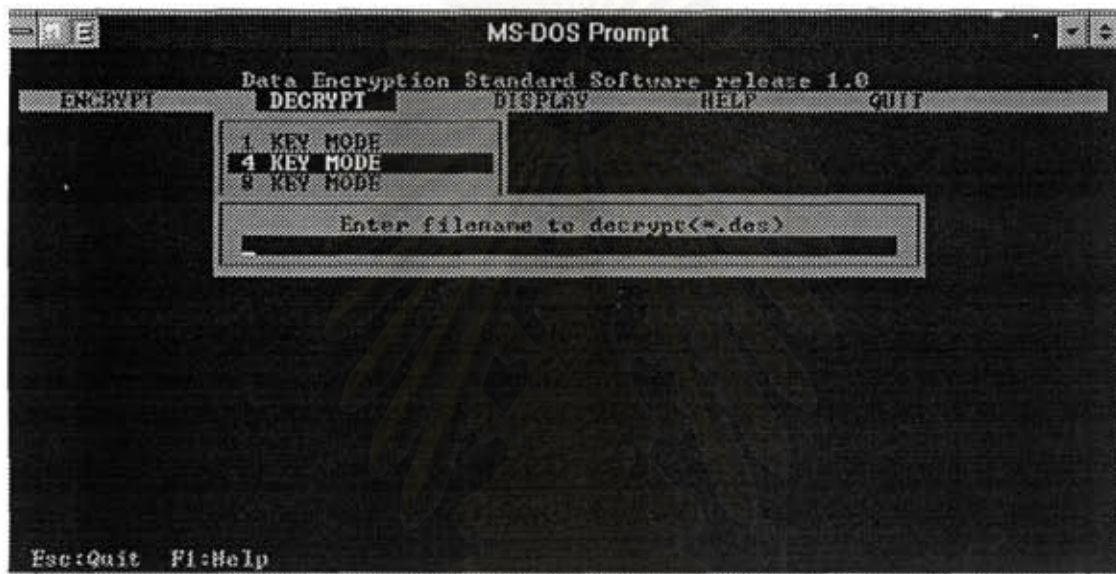 MS-DOS Prompt
Data Encryption Standard Software release 1.0
ENCRYPT DECRYPT DISPLAY HELP QUIT
1 KEY MODE
4 KEY MODE
8 KEY MODE
Enter filename to decrypt<*.des>
Esc:Quit F1:Help